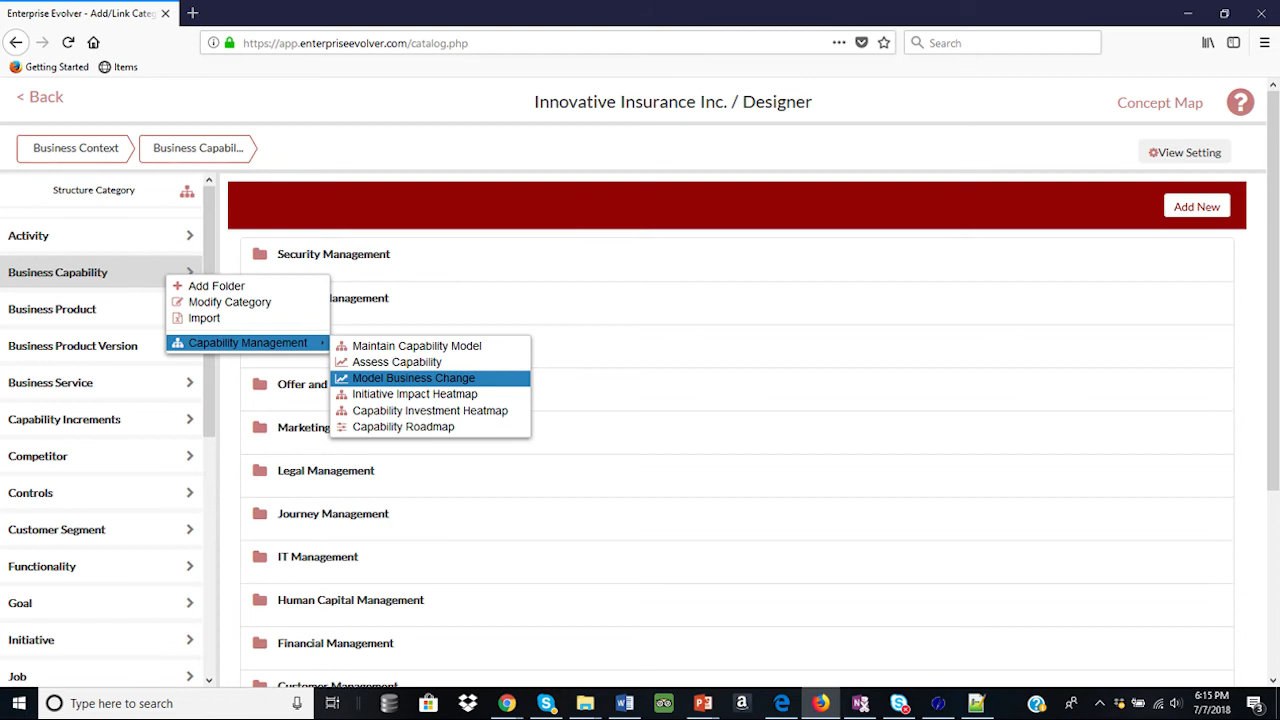 Enterprise Evolver - Add/Link Categ
https://app.enterpriseevolver.com/catalog.php
Search
Getting Started
Items
< Back
Innovative Insurance Inc. / Designer
Concept Map
?
Business Context
Business Capabil...
View Setting
Structure Category
Add New
Activity
Business Capability
Business Product
Business Product Version
Business Service
Capability Increments
Competitor
Controls
Customer Segment
Functionality
Goal
Initiative
Job
Add Folder
Modify Category
Import
Capability Management
Maintain Capability Model
Assess Capability
Model Business Change
Initiative Impact Heatmap
Capability Investment Heatmap
Capability Roadmap
Security Management
Management
Offer and
Marketing
Legal Management
Journey Management
IT Management
Human Capital Management
Financial Management
Customer Management
Type here to search
6:15 PM
7/7/2018